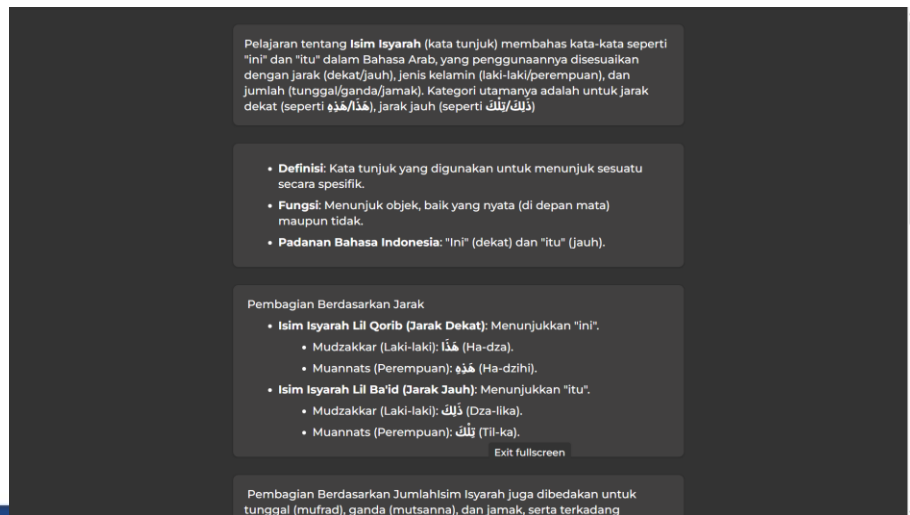 Pelajaran tentang Isim Isyarah (kata tunjuk) membahas kata-kata seperti
"ini" dan "itu" dalam Bahasa Arab, yang penggunaannya disesuaikan
dengan jarak (dekat/jauh), jenis kelamin (laki-laki/perempuan), dan
jumlah (tunggal/ganda/jamak). Kategori utamanya adalah untuk jarak
dekat (seperti هَذَا/هَذِهِ), jarak jauh (seperti ذَلِكَ/تِلْكَ)
• Definisi: Kata tunjuk yang digunakan untuk menunjuk sesuatu
secara spesifik.
• Fungsi: Menunjuk objek, baik yang nyata (di depan mata)
maupun tidak.
• Padanan Bahasa Indonesia: "Ini" (dekat) dan "itu" (jauh).
Pembagian Berdasarkan Jarak
• Isim Isyarah Lil Qorib (Jarak Dekat): Menunjukkan "ini".
• Mudzakkar (Laki-laki): هَذَا (Ha-dza).
• Muannats (Perempuan): هَذِهِ (Ha-dzihi).
• Isim Isyarah Lil Ba'id (Jarak Jauh): Menunjukkan "itu".
• Mudzakkar (Laki-laki): ذَلِكَ (Dza-lika).
• Muannats (Perempuan): تِلْكَ (Til-ka).
Exit fullscreen
Pembagian Berdasarkan JumlahIsim Isyarah juga dibedakan untuk
tunggal (mufrad), ganda (mutsanna), dan jamak, serta terkadang